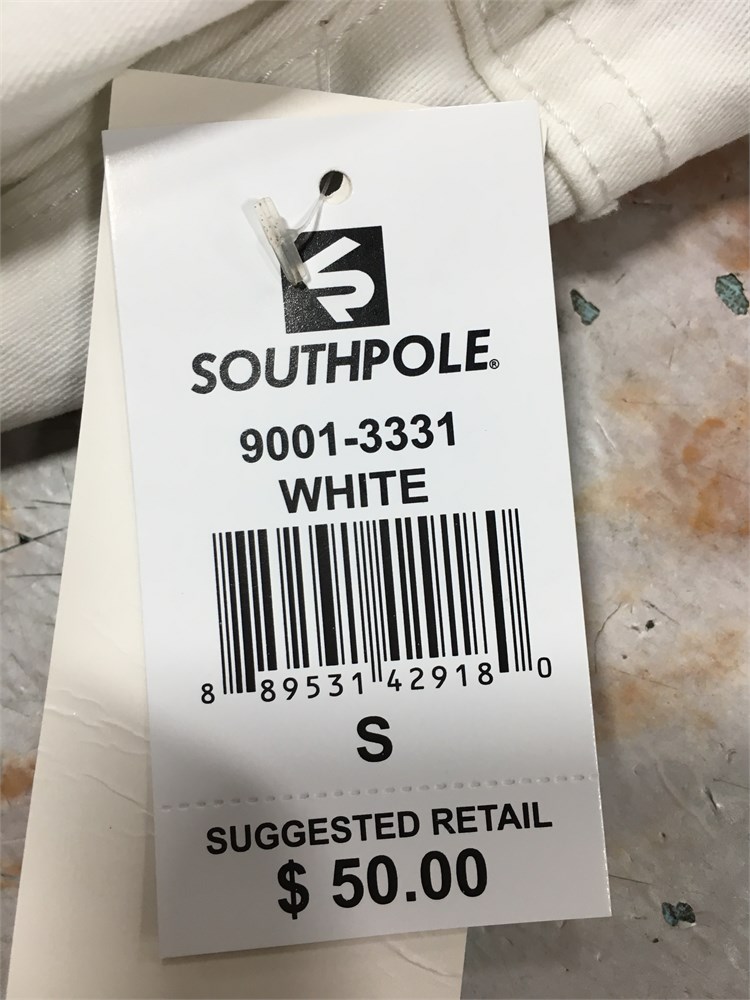 SOUTHPOLE®
9001-3331
WHITE
8 89531 42918 0
S
SUGGESTED RETAIL
$ 50.00